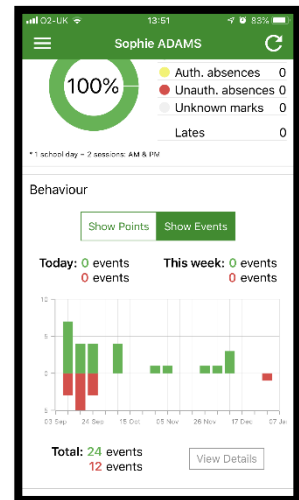 O2-UK 13:51 83%
Sophie ADAMS
100%
Auth. absences 0
Unauth. absences 0
Unknown marks 0
Lates 0
* 1 school day = 2 sessions: AM & PM
Behaviour
Show Points Show Events
Today: 0 events This week: 0 events
0 events 0 events
10
5
0
5
03 Sep 24 Sep 15 Oct 05 Nov 26 Nov 17 Dec 07 Ja
Total: 24 events
12 events
View Details